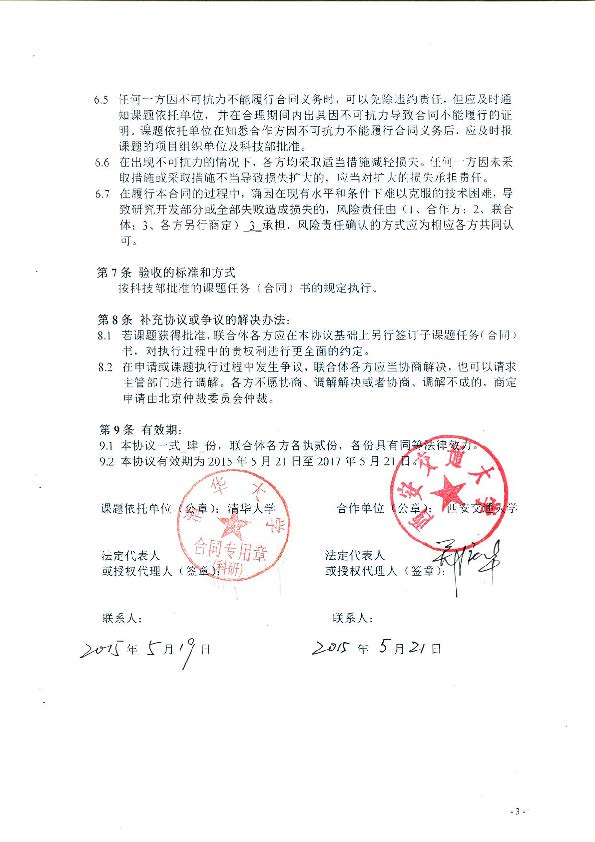 6.5 任何一方因不可抗力不能履行合同义务时，可以免除违约责任，但应及时通
知课题依托单位，并在合理期间内出具因不可抗力导致合同不能履行的证
明。课题依托单位在知悉合作方因不可抗力不能履行合同义务后，应及时报
课题的项目组织单位及科技部批准。
6.6 在出现不可抗力的情况下，各方均采取适当措施减轻损失。任何一方因未采
取措施或采取措施不当导致损失扩大的，应当对扩大的损失承担责任。
6.7 在履行本合同的过程中，确因在现有水平和条件下难以克服的技术困难，导
致研究开发部分或全部失败造成损失的，风险责任由（1、合作方；2、联合
体；3、各方另行商定）_3_承担，风险责任确认的方式应为相应各方共同认
可。
第 7 条 验收的标准和方式
按科技部批准的课题任务（合同）书的规定执行。
第 8 条 补充协议或争议的解决办法：
8.1 若课题获得批准，联合体各方应在本协议基础上另行签订子课题任务（合同）
书，对执行过程中的责权利进行更全面的约定。
8.2 在申请或课题执行过程中发生争议，联合体各方应当协商解决，也可以请求
主管部门进行调解。各方不愿协商、调解解决或者协商、调解不成的，商定
申请由北京仲裁委员会仲裁。
第 9 条 有效期：
9.1 本协议一式 肆 份，联合体各方各执贰份，各份具有同等法律效力。
9.2 本协议有效期为 2015 年 5 月 21 日至 2017 年 5 月 21 日。
课题依托单位（公章）：清华大学
合作单位（公章）：西安交通大学
清华大学
合同专用章
(科研)
西安交通大学
法定代表人
或授权代理人（签章）：
法定代表人
或授权代理人（签章）：
联系人：
联系人：
2015 年 5 月 19 日
2015 年 5 月 21 日
- 3 -